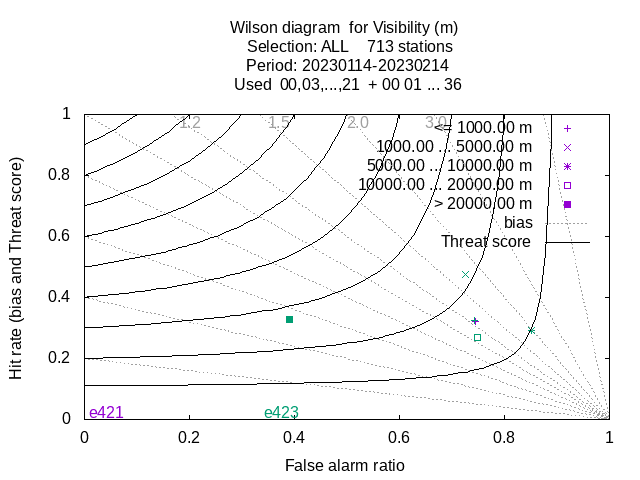 Wilson diagram  for Visibility (m)
Selection: ALL    713 stations
Period: 20230114-20230214
Used  00,03,...,21  + 00 01 ... 36
Hit rate (bias and Threat score)
1
0.8
0.6
0.4
0.2
0
1.2
1.5
2.0
3.0
<= 1000.00 m
1000.00 ... 5000.00 m
5000.00 ... 10000.00 m
10000.00 ... 20000.00 m
> 20000.00 m
bias
Threat score
e421
e423
0
0.2
0.4
0.6
0.8
1
False alarm ratio